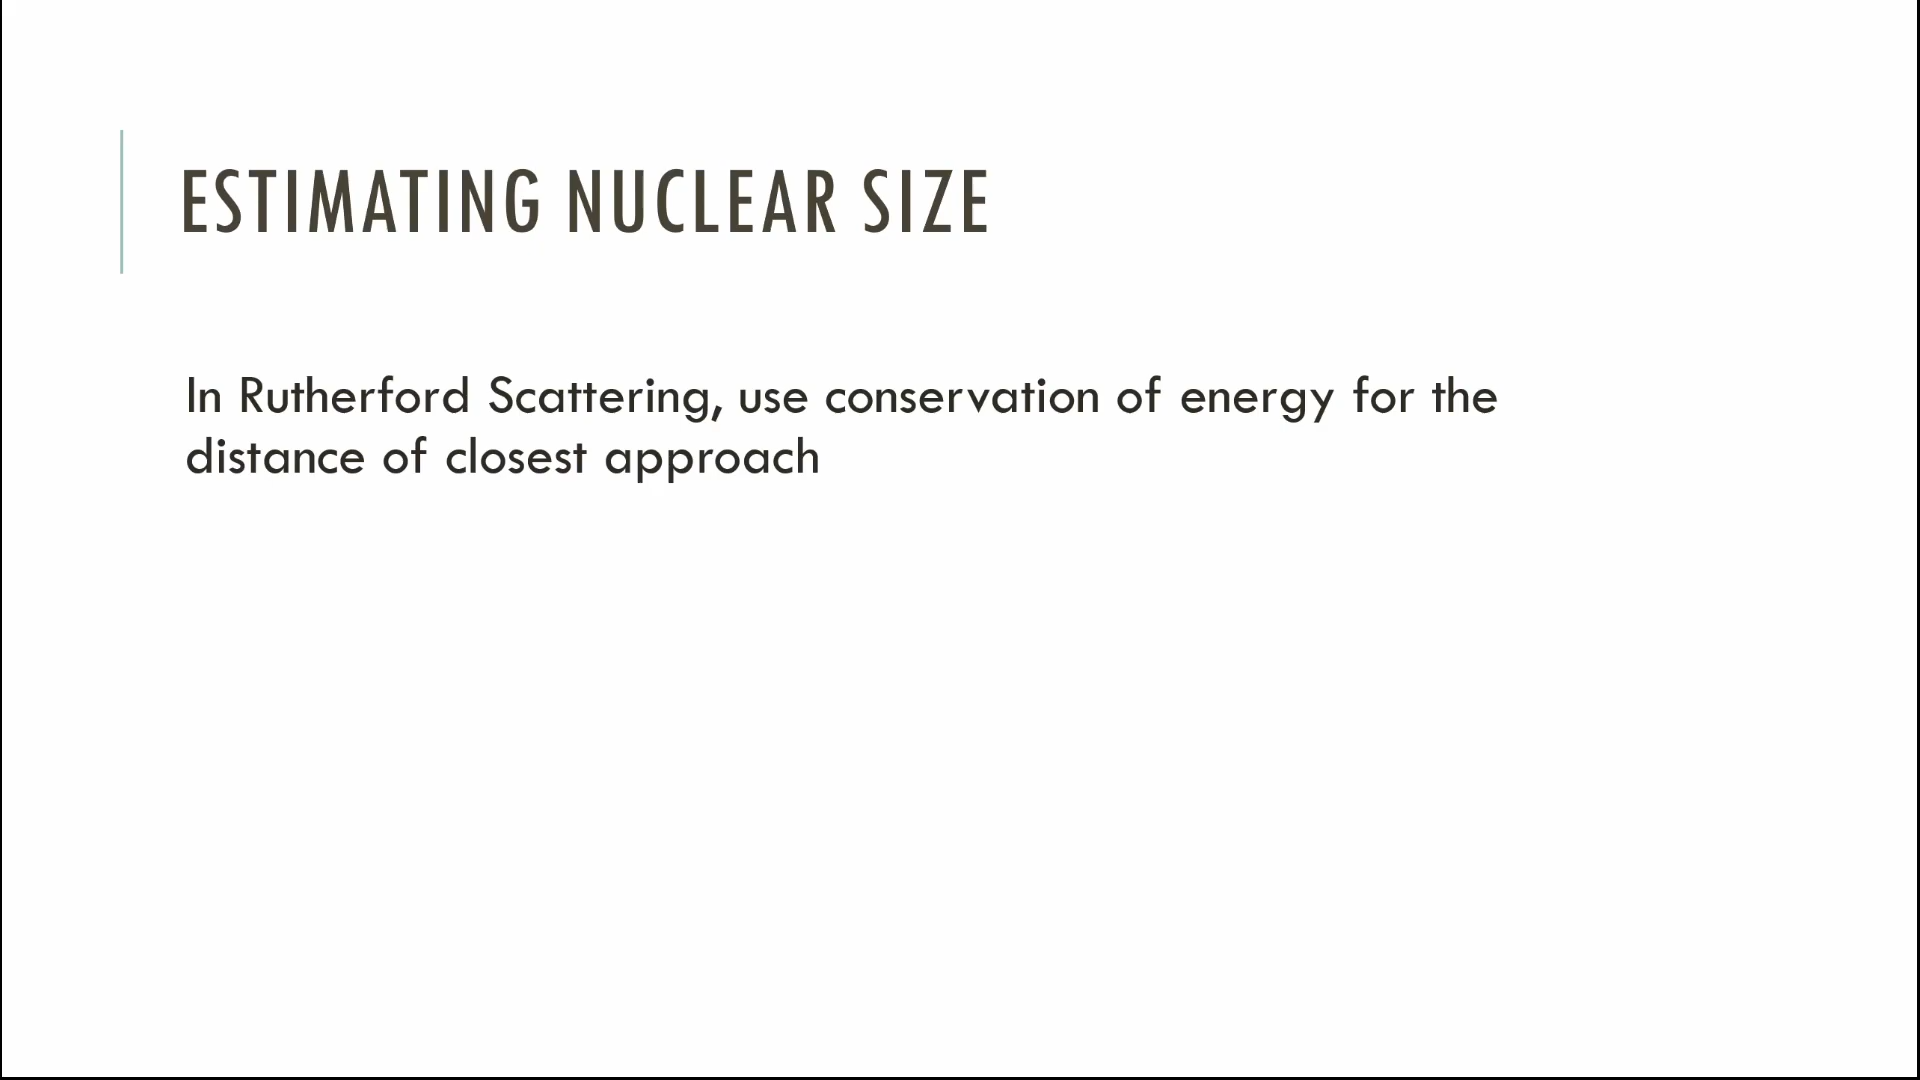 ESTIMATING NUCLEAR SIZE
In Rutherford Scattering, use conservation of energy for the
distance of closest approach